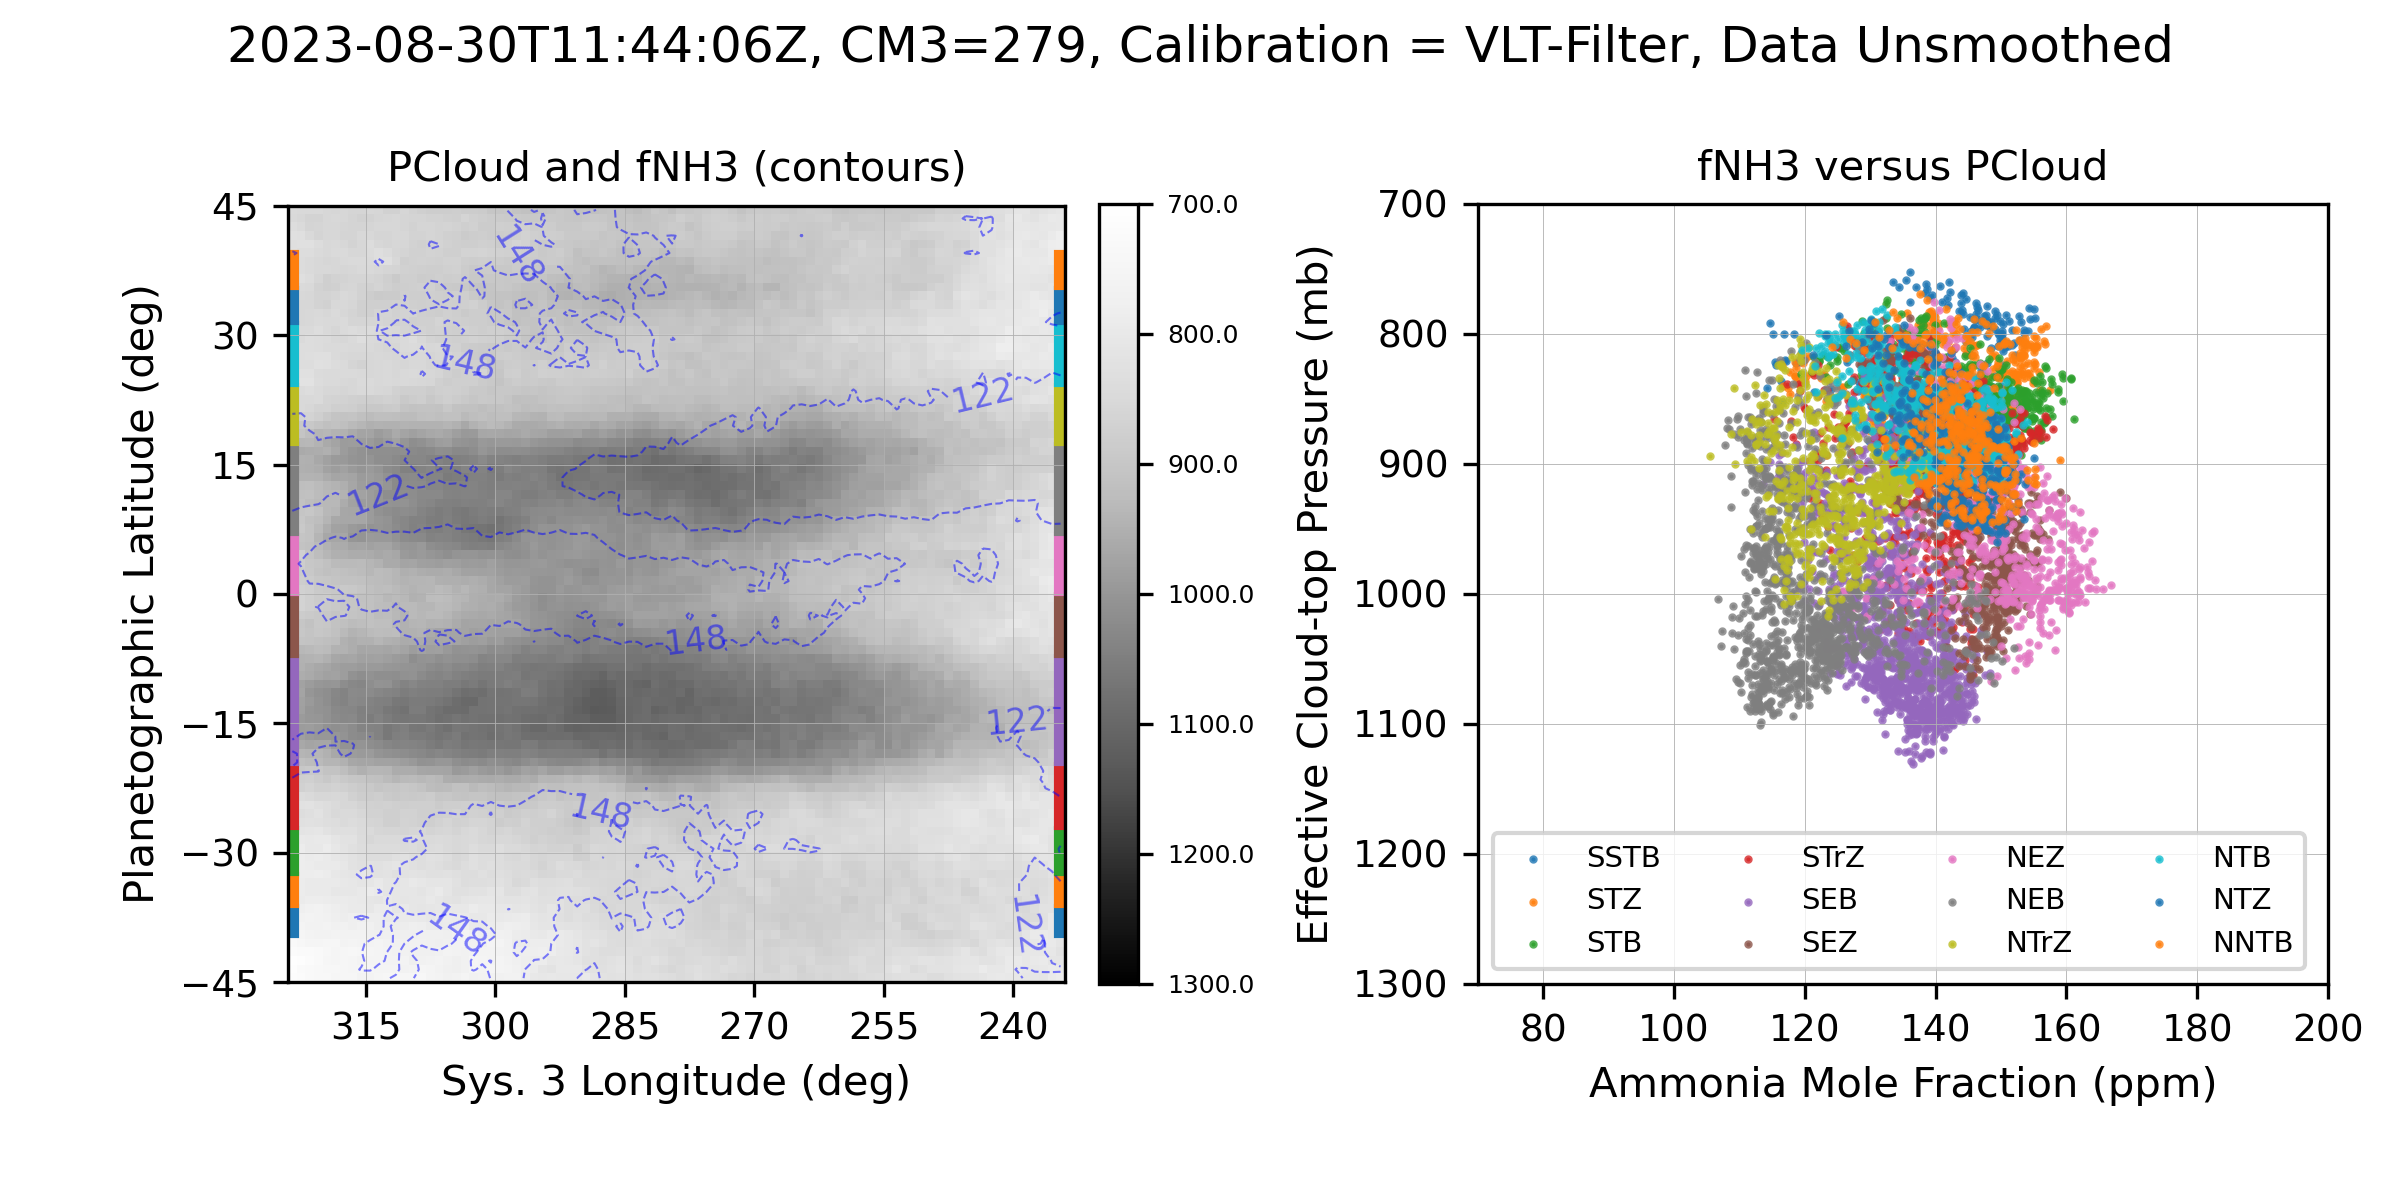 2023-08-30T11:44:06Z, CM3=279, Calibration = VLT-Filter, Data Unsmoothed
PCloud and fNH3 (contours)
Planetographic Latitude (deg)
45
30
15
0
−15
−30
−45
148
148
122
122
148
122
148
148
122
315
300
285
270
255
240
Sys. 3 Longitude (deg)
700.0
800.0
900.0
1000.0
1100.0
1200.0
1300.0
fNH3 versus PCloud
Effective Cloud-top Pressure (mb)
700
800
900
1000
1100
1200
1300
SSTB
STZ
STB
STrZ
SEB
SEZ
NEZ
NEB
NTrZ
NTB
NTZ
NNTB
80
100
120
140
160
180
200
Ammonia Mole Fraction (ppm)